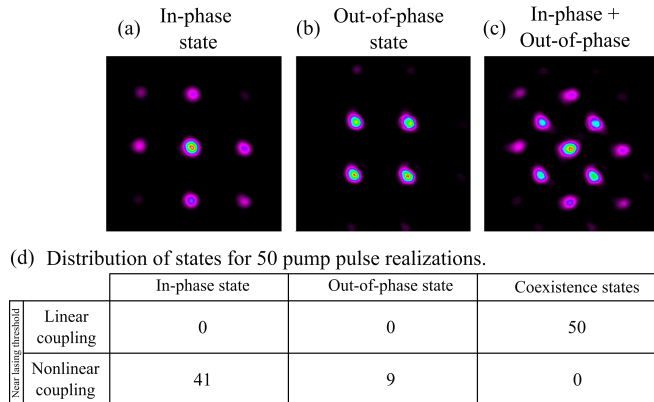 (a) In-phase state
(b) Out-of-phase state
(c) In-phase + Out-of-phase
(d) Distribution of states for 50 pump pulse realizations.
In-phase state Out-of-phase state Coexistence states
Near lasing threshold
Linear coupling 0 0 50
Nonlinear coupling 41 9 0